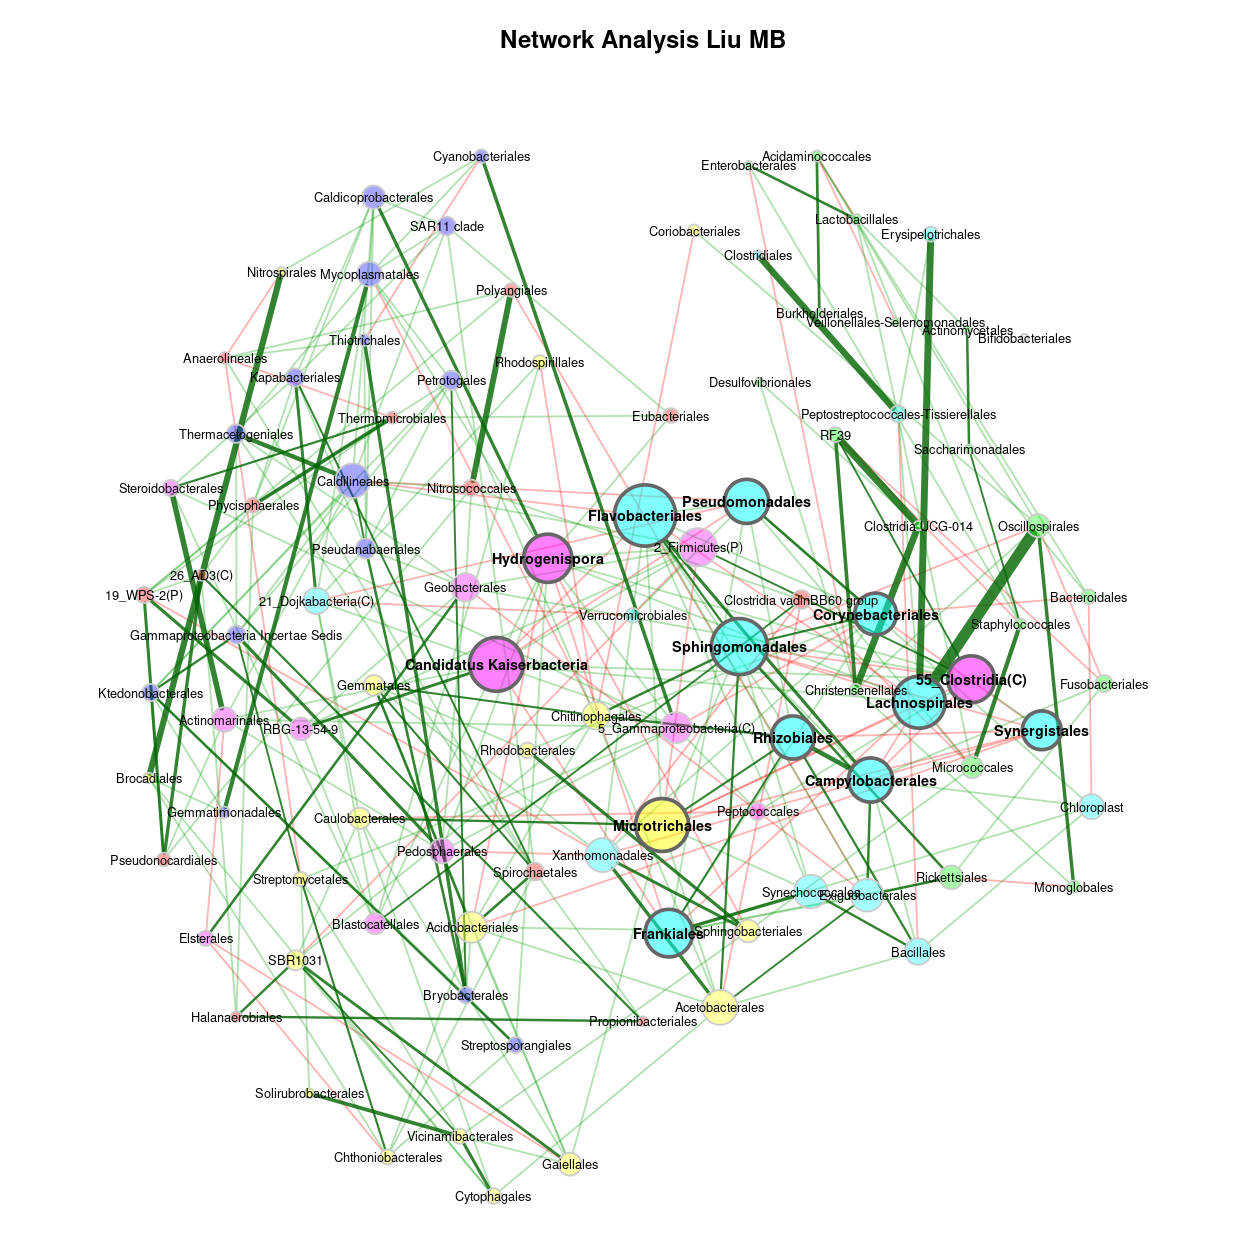 Network Analysis Liu MB
Cyanobacteriales
Acidaminococcales
Enterobacterales
Caldicoprobacterales
Lactobacillales
SAR11 clade
Coriobacteriales
Erysipelotrichales
Clostridiales
Nitrospirales
Mycoplasmatales
Polyangiales
Burkholderiales
Veillonellales-Selenomonadales
Actinomycetales
Bifidobacteriales
Thiotrichales
Anaerolineales
Rhodospirillales
Kapabacteriales
Petrotogales
Desulfovibrionales
Thermomicrobiales
Eubacteriales
Peptostreptococcales-Tissierellales
Thermacetogeniales
RF39
Saccharimonadales
Caldilineales
Steroidobacterales
Nitrosococcales
Phycisphaerales
Pseudomonadales
Flavobacteriales
Clostridia-UCG-014
Oscillospirales
Pseudanabaenales
2_Firmicutes(P)
Hydrogenispora
26_AD3(C)
Geobacterales
19_WPS-2(P)
21_Dojkabacteria(C)
Clostridia vadinBB60 group
Bacteroidales
Verrucomicrobiales
Corynebacteriales
Staphylococcales
Gammaproteobacteria Incertae Sedis
Sphingomonadales
Candidatus Kaiserbacteria
55_Clostridia(C)
Gemmatales
Fusobacteriales
Ktedonobacterales
Christensenellales
Lachnospirales
Actinomarinales
Chitinophagales
RBG-13-54-9
5_Gammaproteobacteria(C)
Synergistales
Rhizobiales
Rhodobacterales
Micrococcales
Brocadiales
Campylobacterales
Chloroplast
Gemmatimonadales
Peptococcales
Caulobacterales
Microtrichales
Pedosphaerales
Xanthomonadales
Pseudonocardiales
Spirochaetales
Streptomycetales
Rickettsiales
Monoglobales
Synechococcales
Exiguobacterales
Blastocatellales
Acidobacteriales
Frankiales
Sphingobacteriales
Elsterales
Bacillales
SBR1031
Bryobacterales
Acetobacterales
Halanaerobiales
Propionibacteriales
Streptosporangiales
Solirubrobacterales
Vicinamibacterales
Chthoniobacterales
Gaiellales
Cytophagales